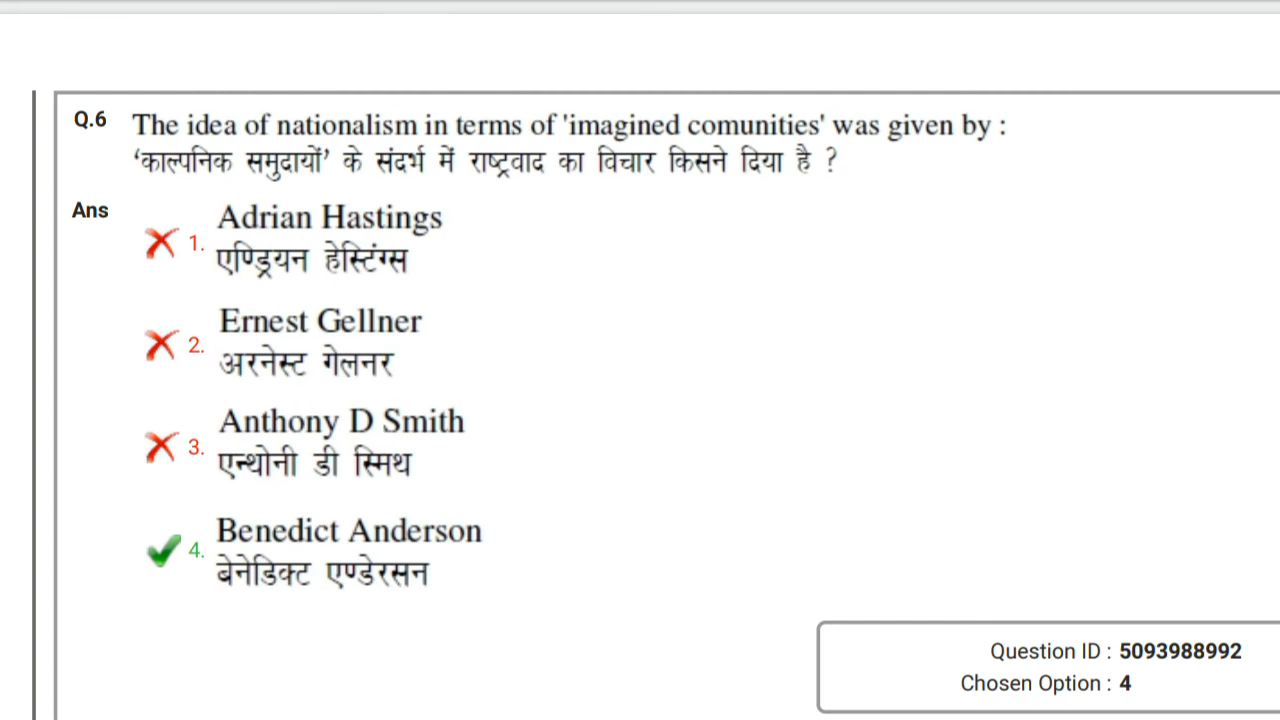 Q.6 The idea of nationalism in terms of 'imagined comunities' was given by :
‘काल्पनिक समुदायों’ के संदर्भ में राष्ट्रवाद का विचार किसने दिया है ?
Ans
1. Adrian Hastings
एण्ड्रियन हेस्टिंग्स
2. Ernest Gellner
अरनेस्ट गेलनर
3. Anthony D Smith
एन्थोनी डी स्मिथ
4. Benedict Anderson
बेनेडिक्ट एण्डेरसन
Question ID : 5093988992
Chosen Option : 4